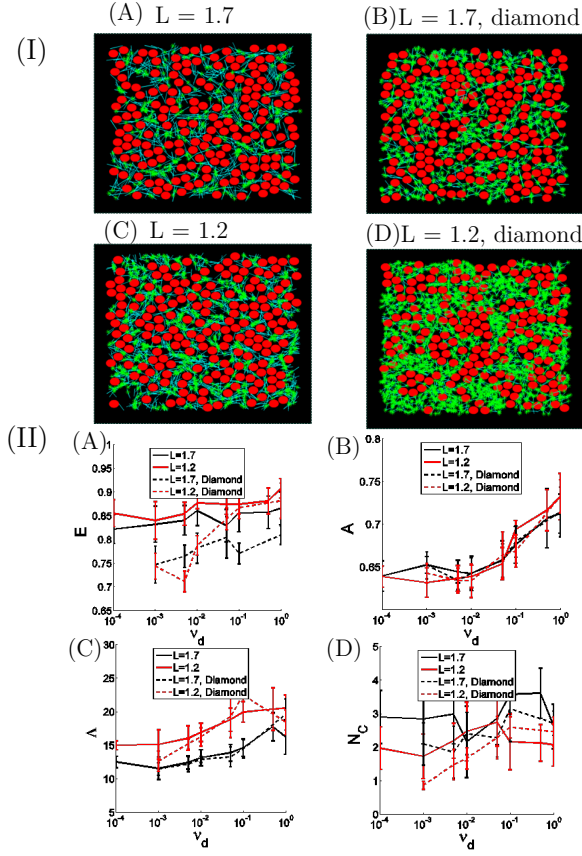 (A) L = 1.7
(B)L = 1.7, diamond
(I)
(C) L = 1.2
(D)L = 1.2, diamond
(II)
(A)
1
0.95
0.9
0.85
0.8
0.75
0.7
0.65
E
L=1.7
L=1.2
L=1.7, Diamond
L=1.2, Diamond
10^-4 10^-3 10^-2 10^-1 10^0
ν_d
(B)
0.8
0.75
0.7
0.65
A
L=1.7
L=1.2
L=1.7, Diamond
L=1.2, Diamond
10^-4 10^-3 10^-2 10^-1 10^0
ν_d
(C)
30
25
20
15
10
5
Λ
L=1.7
L=1.2
L=1.7, Diamond
L=1.2, Diamond
10^-4 10^-3 10^-2 10^-1 10^0
ν_d
(D)
5
4
3
2
1
0
N_C
L=1.7
L=1.2
L=1.7, Diamond
L=1.2, Diamond
10^-4 10^-3 10^-2 10^-1 10^0
ν_d